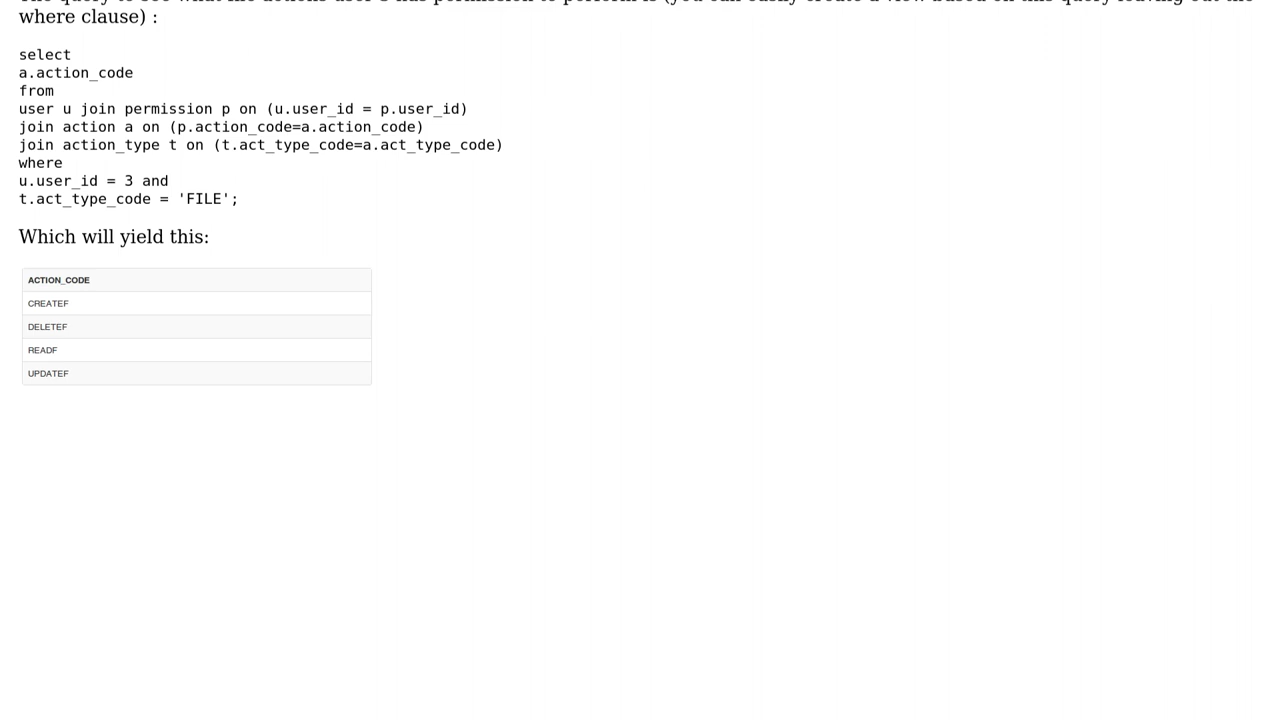 where clause) :
select
a.action_code
from
user u join permission p on (u.user_id = p.user_id)
join action a on (p.action_code=a.action_code)
join action_type t on (t.act_type_code=a.act_type_code)
where
u.user_id = 3 and
t.act_type_code = 'FILE';
Which will yield this:
ACTION_CODE
CREATEF
DELETEF
READF
UPDATEF